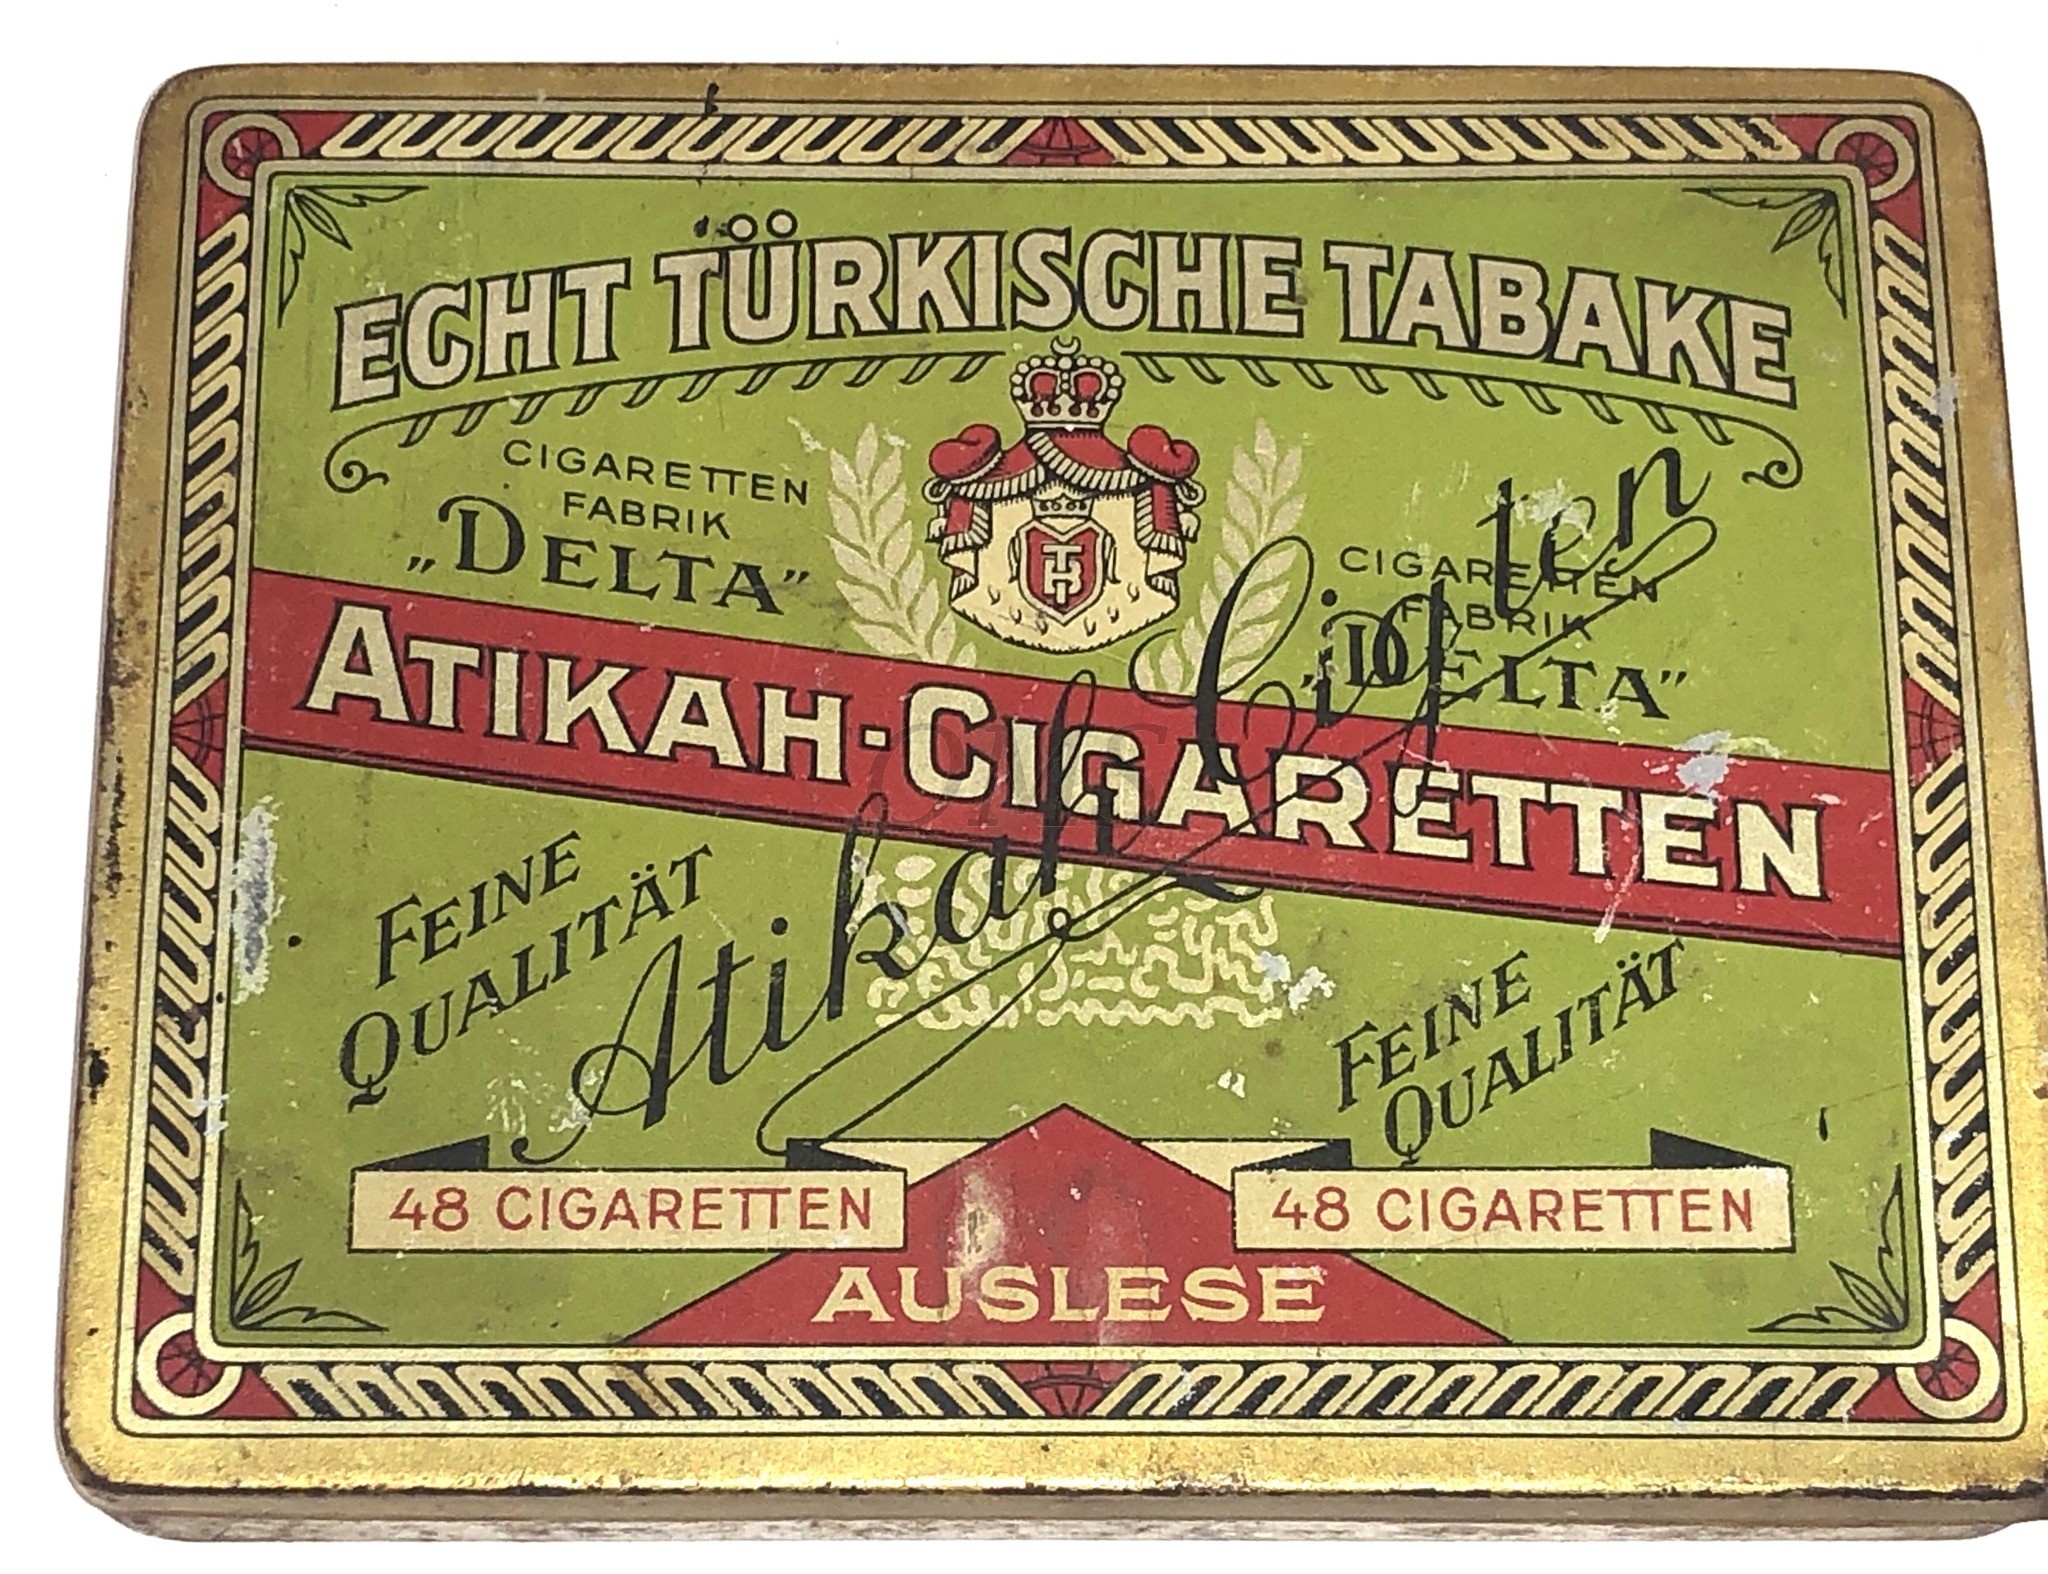 ECHT TÜRKISCHE TABAKE
CIGARETTEN
FABRIK
„DELTA”
CIGARETTEN
FABRIK
„DELTA”
ATIKAH-CIGARETTEN
Atikah Cigten
FEINE
QUALITÄT
FEINE
QUALITÄT
48 CIGARETTEN
48 CIGARETTEN
AUSLESE